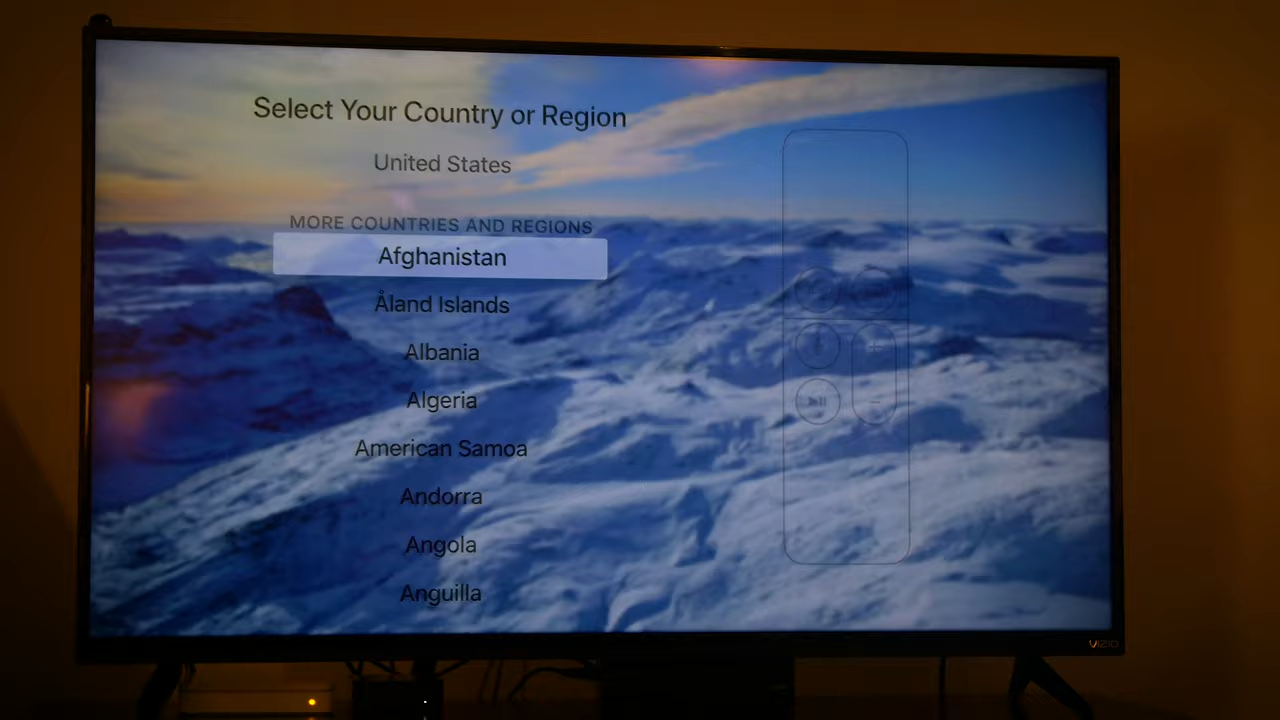 Select Your Country or Region
United States
MORE COUNTRIES AND REGIONS
Afghanistan
Åland Islands
Albania
Algeria
American Samoa
Andorra
Angola
Anguilla
VIZIO